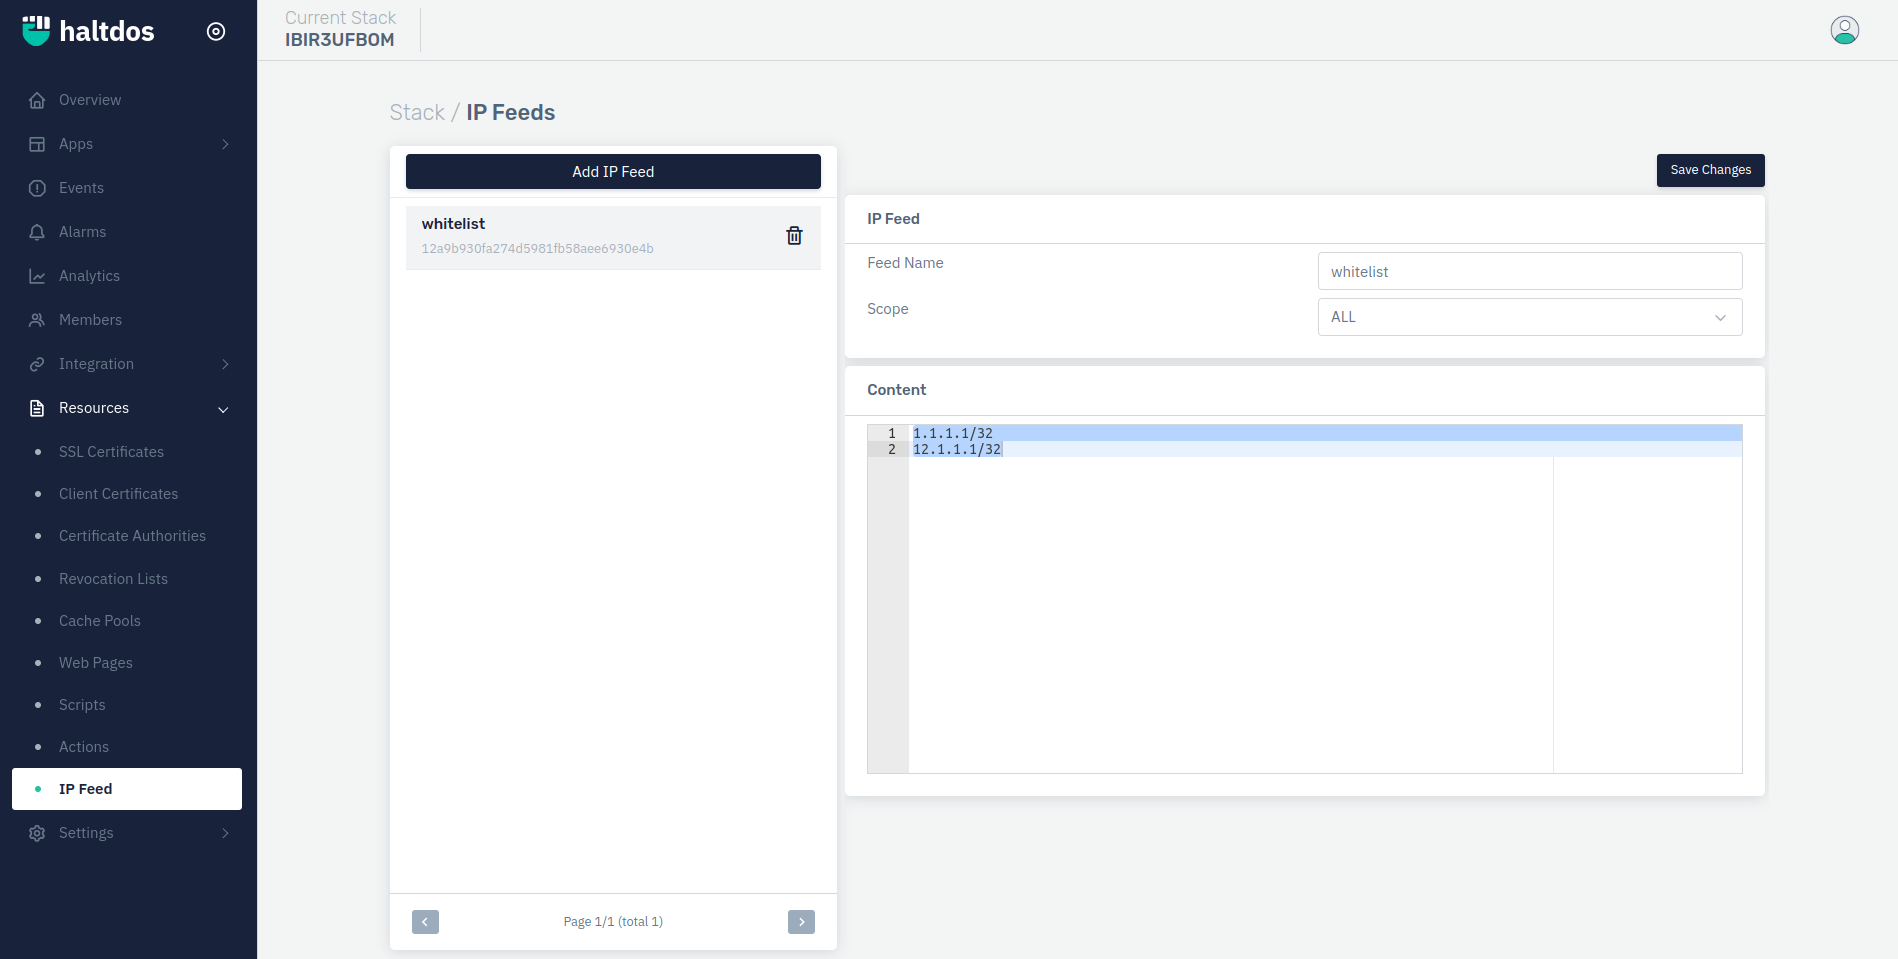 haltdos
Current Stack
IBIR3UFBOM
Overview
Apps
Events
Alarms
Analytics
Members
Integration
Resources
SSL Certificates
Client Certificates
Certificate Authorities
Revocation Lists
Cache Pools
Web Pages
Scripts
Actions
IP Feed
Settings
Stack / IP Feeds
Add IP Feed
whitelist
12a9b930fa274d5981fb58aee6930e4b
Page 1/1 (total 1)
Save Changes
IP Feed
Feed Name
whitelist
Scope
ALL
Content
1 1.1.1.1/32
2 12.1.1.1/32